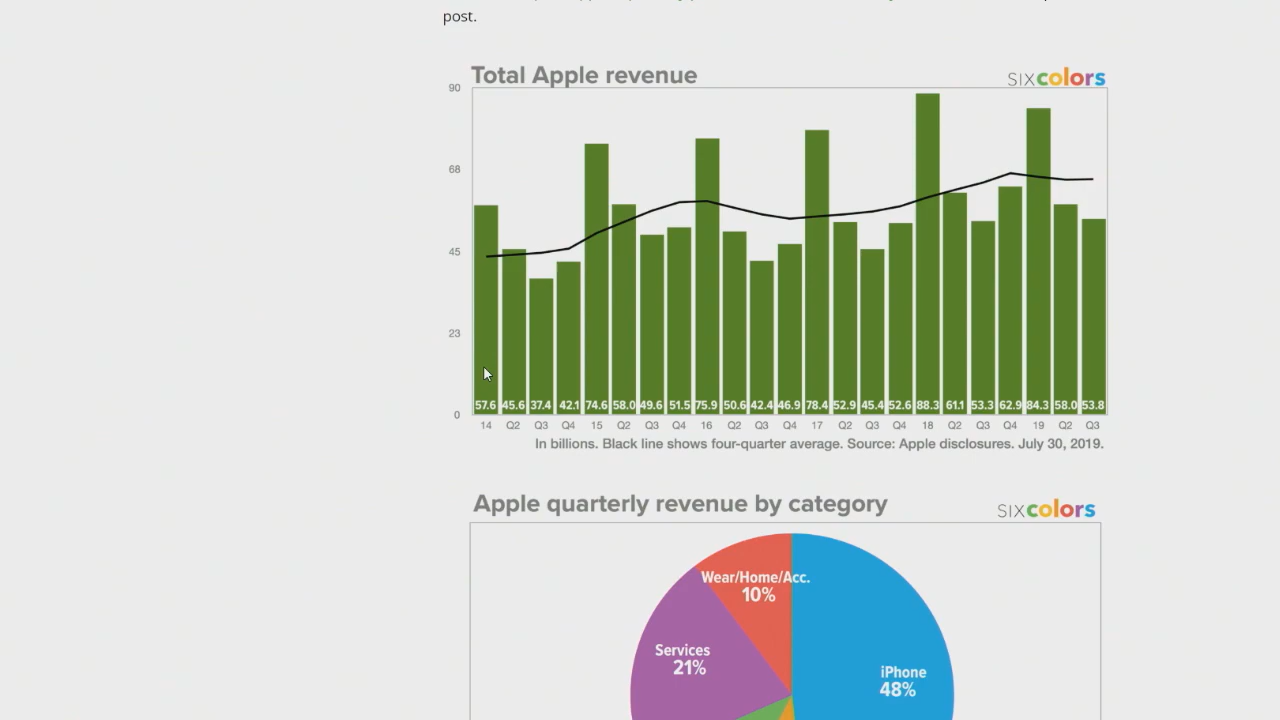 post.
Total Apple revenue
sixcolors
90
68
45
23
0
57.6 45.6 37.4 42.1 74.6 58.0 49.6 51.5 75.9 50.6 42.4 46.9 78.4 52.9 45.4 52.6 88.3 61.1 53.3 62.9 84.3 58.0 53.8
14 Q2 Q3 Q4 15 Q2 Q3 Q4 16 Q2 Q3 Q4 17 Q2 Q3 Q4 18 Q2 Q3 Q4 19 Q2 Q3
In billions. Black line shows four-quarter average. Source: Apple disclosures. July 30, 2019.
Apple quarterly revenue by category
sixcolors
Wear/Home/Acc.
10%
Services
21%
iPhone
48%